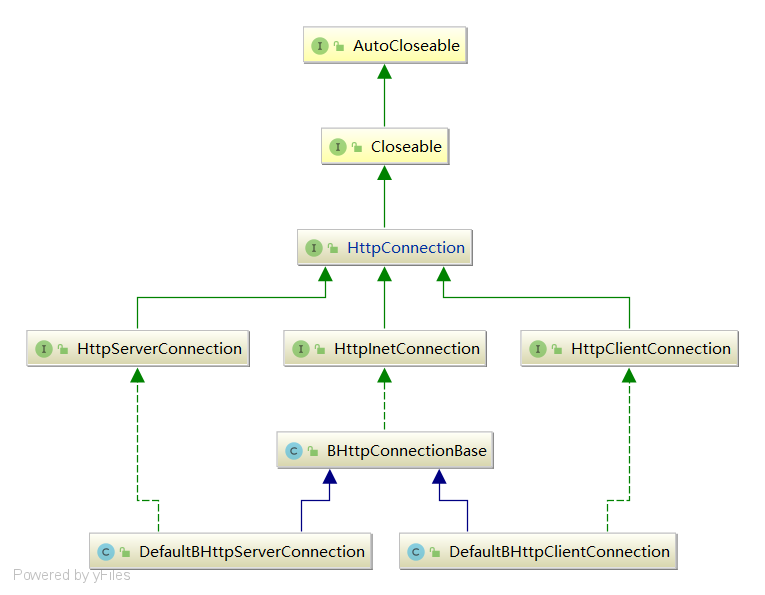 I AutoCloseable
I Closeable
I HttpConnection
I HttpServerConnection
I HttpInetConnection
I HttpClientConnection
C BHttpConnectionBase
C DefaultBHttpServerConnection
C DefaultBHttpClientConnection
Powered by yFiles